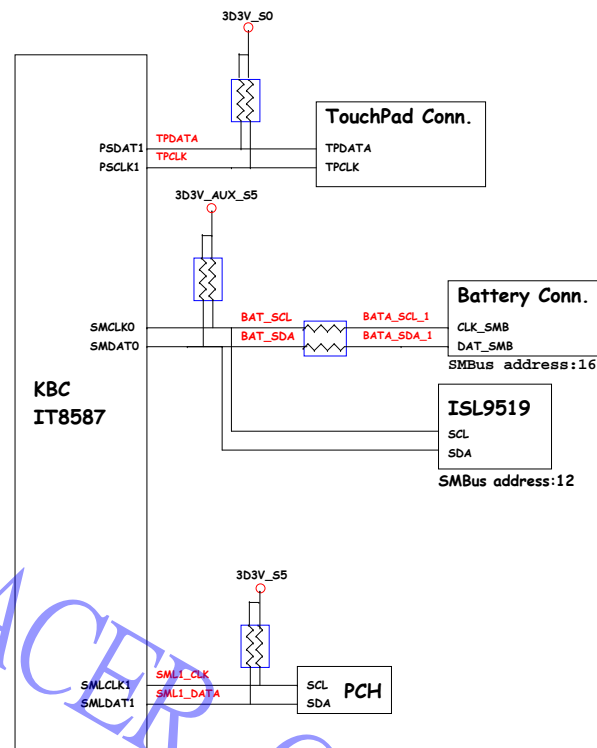 3D3V_S0
TouchPad Conn.
PSDAT1 TPDATA TPDATA
PSCLK1 TPCLK TPCLK
3D3V_AUX_S5
Battery Conn.
SMCLK0 BAT_SCL BATA_SCL_1 CLK_SMB
SMDAT0 BAT_SDA BATA_SDA_1 DAT_SMB
SMBus address:16
KBC
IT8587
ISL9519
SCL
SDA
SMBus address:12
3D3V_S5
SMLCLK1 SML1_CLK SCL PCH
SMLDAT1 SML1_DATA SDA
ACER